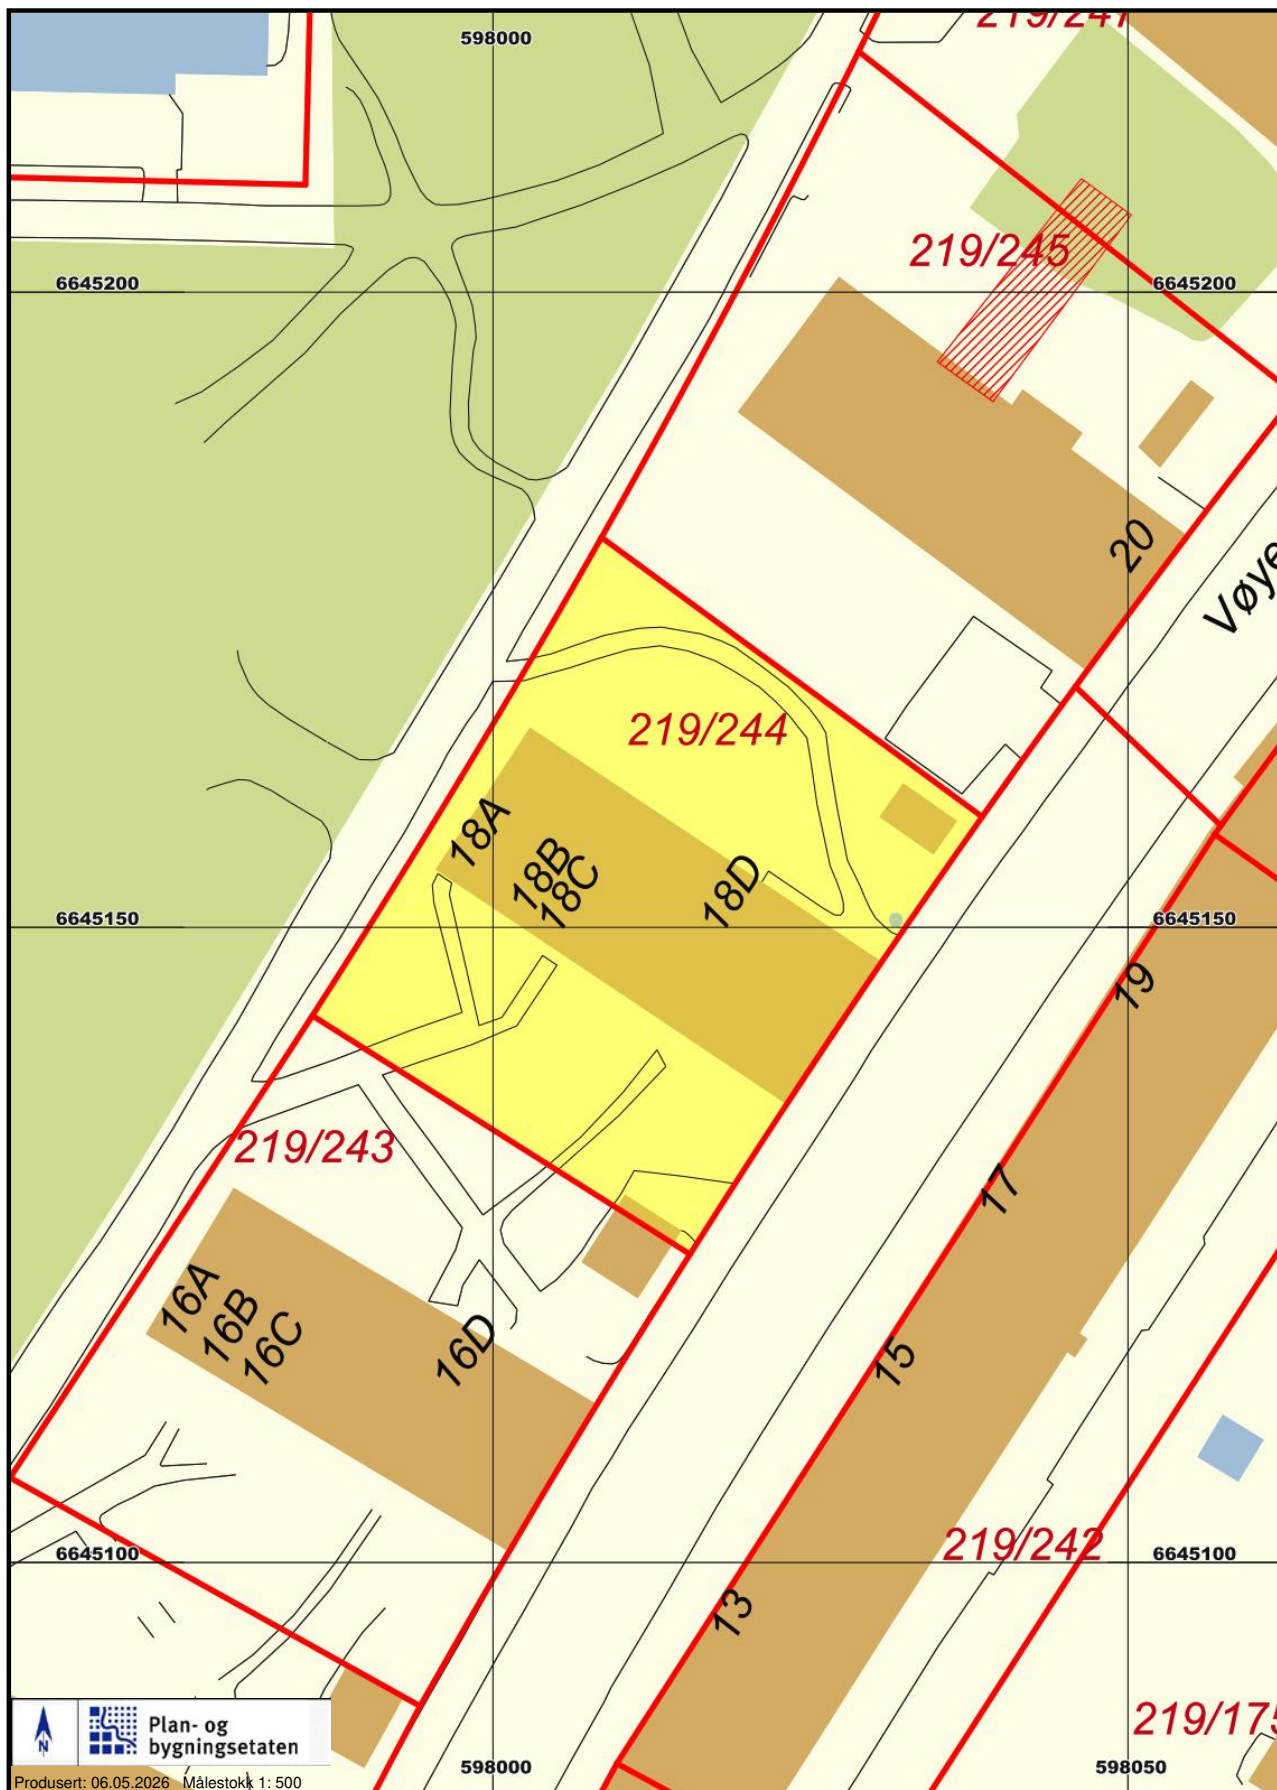 219/247
598000
219/245
6645200
6645200
20
Vøye
219/244
18A
18B
18C
18D
6645150
6645150
19
219/243
17
16A
16B
16C
16D
15
219/242
6645100
6645100
13
219/175
Plan- og
bygningsetaten
N
598000
598050
Produsert: 06.05.2026 Målestokk 1: 500